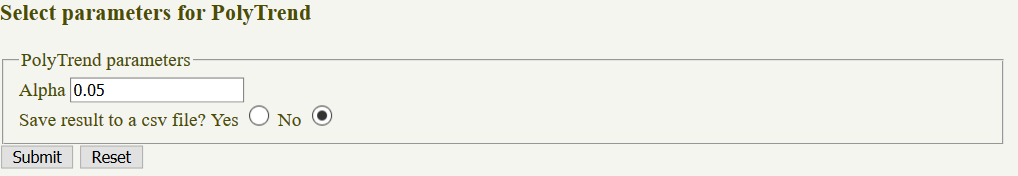 Select parameters for PolyTrend
PolyTrend parameters
Alpha 0.05
Save result to a csv file? Yes No
Submit Reset